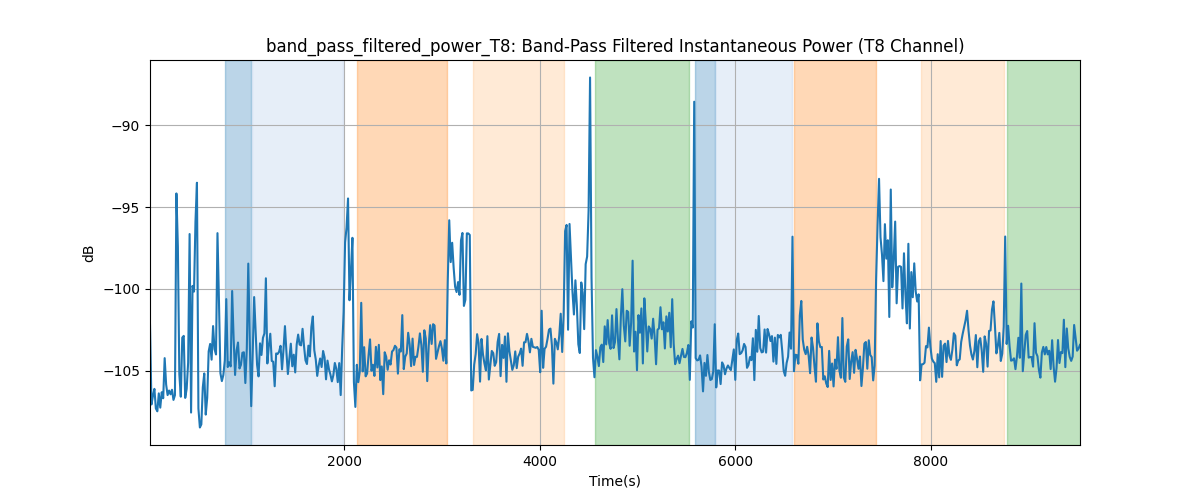 band_pass_filtered_power_T8: Band-Pass Filtered Instantaneous Power (T8 Channel)
−90
−95
−100
−105
dB
2000 4000 6000 8000
Time(s)